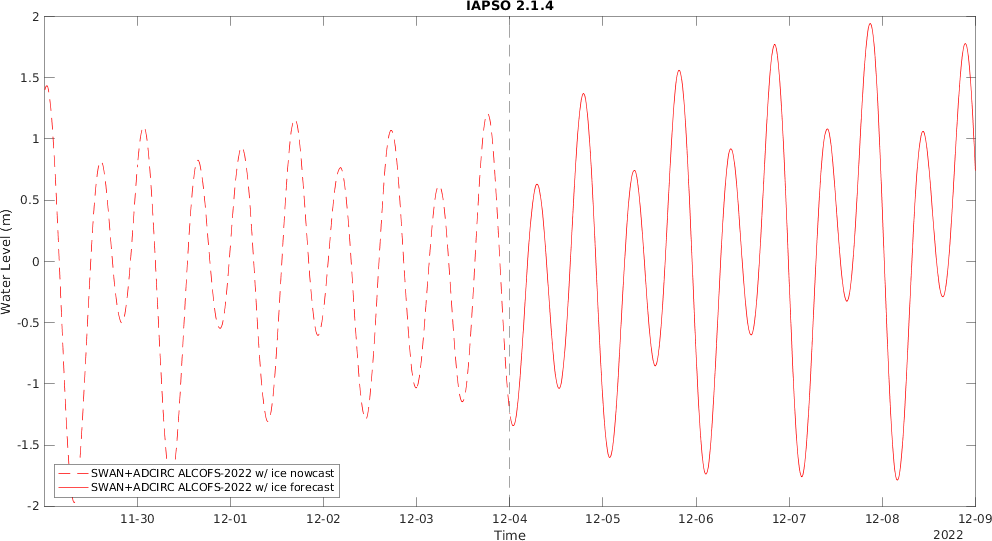 IAPSO 2.1.4
2
1.5
1
0.5
0
-0.5
-1
-1.5
-2
Water Level (m)
SWAN+ADCIRC ALCOFS-2022 w/ ice nowcast
SWAN+ADCIRC ALCOFS-2022 w/ ice forecast
11-30 12-01 12-02 12-03 12-04 12-05 12-06 12-07 12-08 12-09
Time
2022